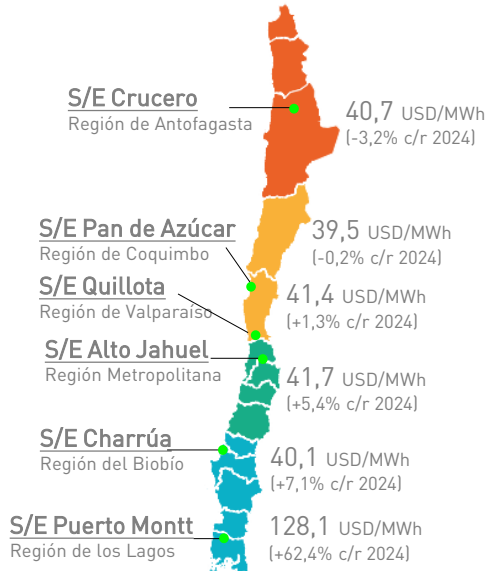 S/E Crucero
Región de Antofagasta
40,7 USD/MWh
(-3,2% c/r 2024)
S/E Pan de Azúcar
Región de Coquimbo
39,5 USD/MWh
(-0,2% c/r 2024)
S/E Quillota
Región de Valparaíso
41,4 USD/MWh
(+1,3% c/r 2024)
S/E Alto Jahuel
Región Metropolitana
41,7 USD/MWh
(+5,4% c/r 2024)
S/E Charrúa
Región del Biobío
40,1 USD/MWh
(+7,1% c/r 2024)
S/E Puerto Montt
Región de los Lagos
128,1 USD/MWh
(+62,4% c/r 2024)